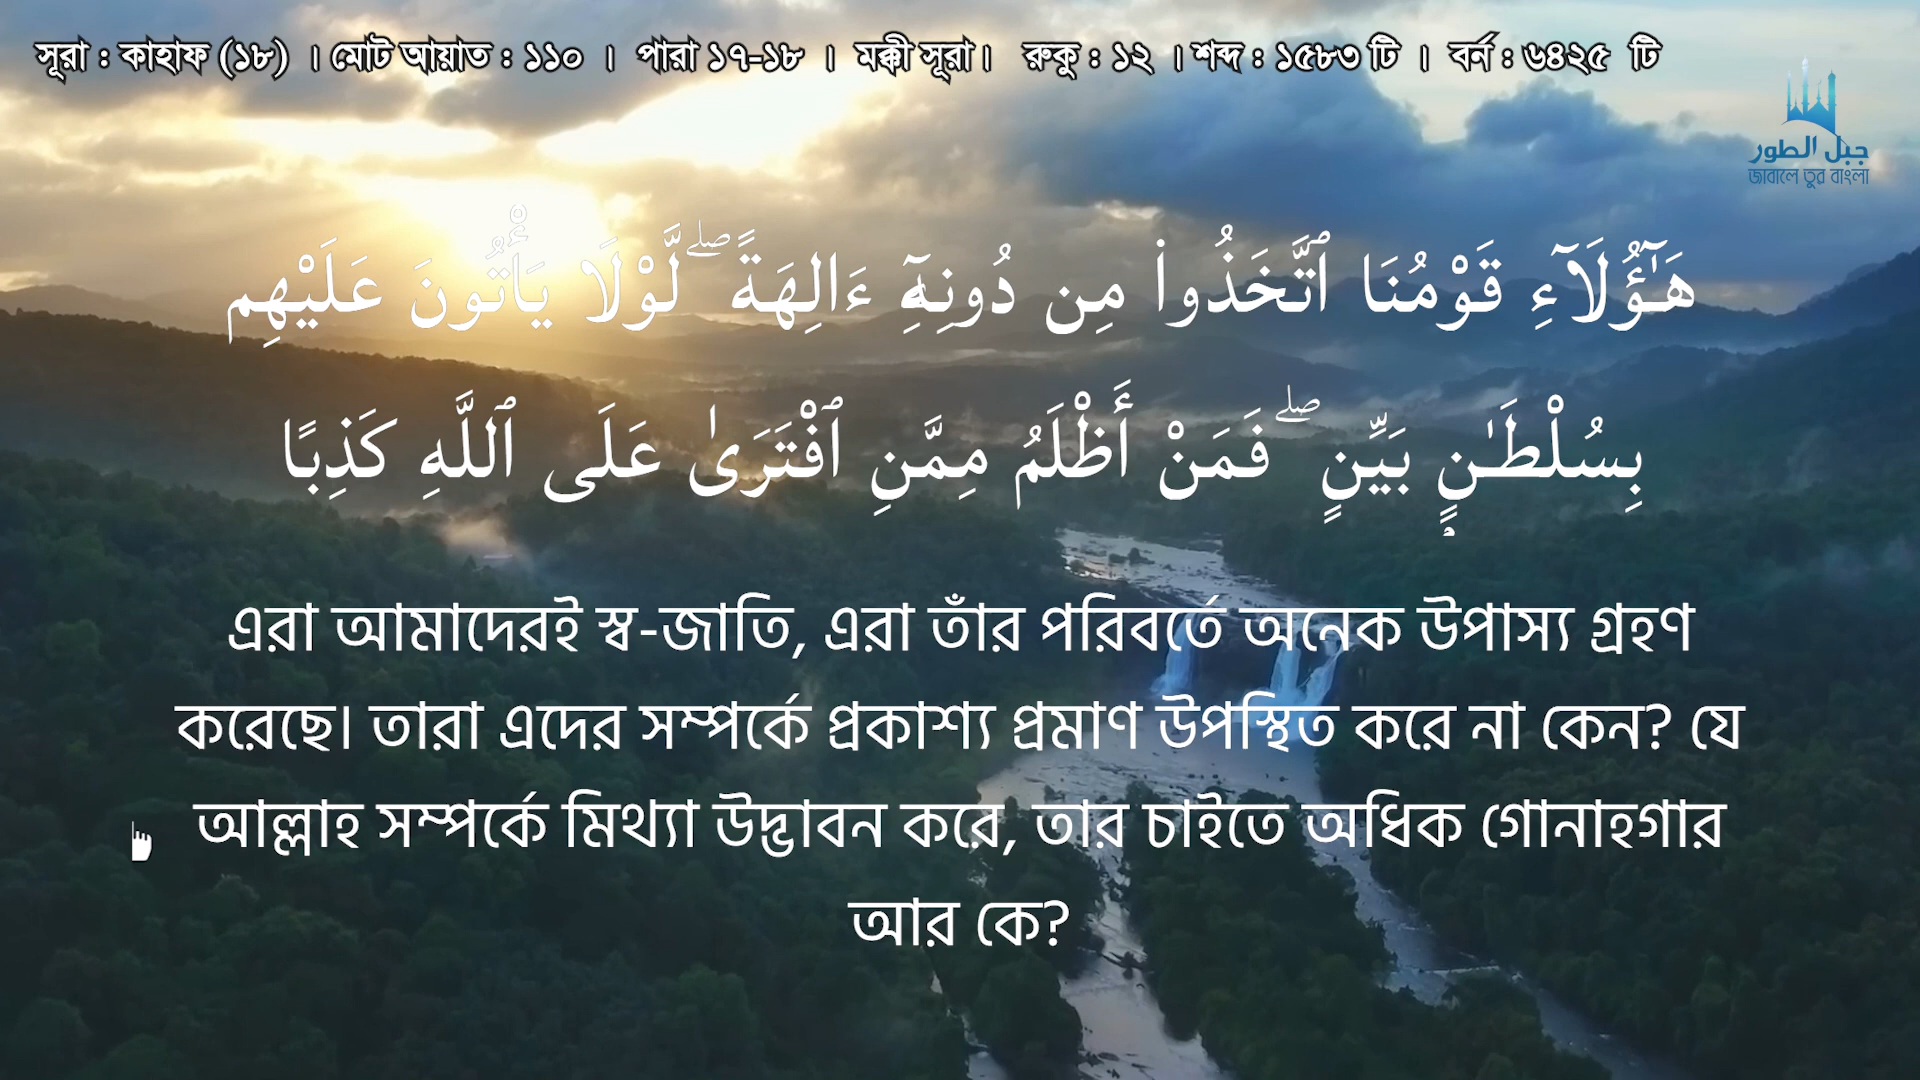 সূরা : কাহাফ (১৮) । মোট আয়াত : ১১০ । পারা ১৭-১৮ । মক্কী সূরা। রুকু : ১২ । শব্দ : ১৫৮৩ টি । বর্ন : ৬৪২৫ টি
جبل الطور
জাবালে তুর বাংলা
هَـٰٓؤُلَآءِ قَوْمُنَا ٱتَّخَذُوا۟ مِن دُونِهِۦٓ ءَالِهَةًۭ ۖ لَّوْلَا يَأْتُونَ عَلَيْهِم
بِسُلْطَـٰنٍۭ بَيِّنٍۢ ۖ فَمَنْ أَظْلَمُ مِمَّنِ ٱفْتَرَىٰ عَلَى ٱللَّهِ كَذِبًۭا
এরা আমাদেরই স্ব-জাতি, এরা তাঁর পরিবর্তে অনেক উপাস্য গ্রহণ
করেছে। তারা এদের সম্পর্কে প্রকাশ্য প্রমাণ উপস্থিত করে না কেন? যে
আল্লাহ সম্পর্কে মিথ্যা উদ্ভাবন করে, তার চাইতে অধিক গোনাহগার
আর কে?